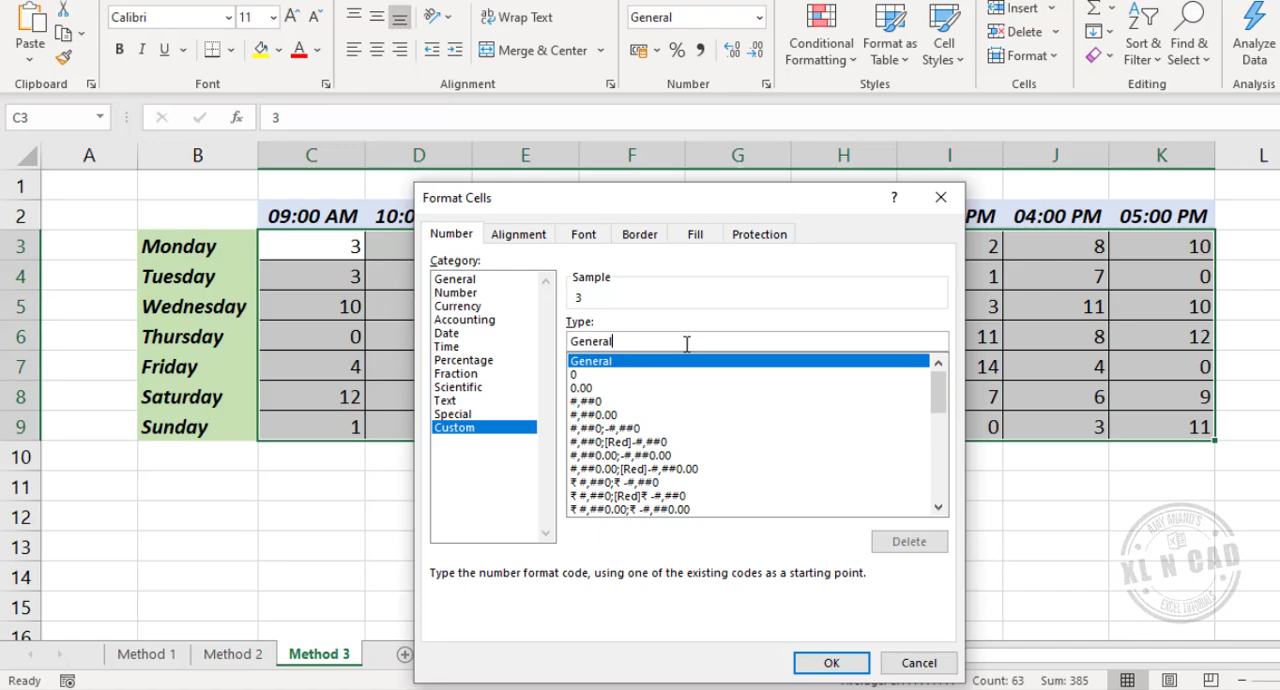 Calibri 11 Wrap Text General Insert
Paste B I U Merge & Center Conditional Formatting Format as Table Cell Styles Delete Sort & Filter Find & Select Analyze Data
Format
Clipboard Font Alignment Number Styles Cells Editing Analysis
C3 fx 3
A B C D E F G H I J K L
1 Format Cells ?
2 09:00 AM 10:0 PM 04:00 PM 05:00 PM
Number Alignment Font Border Fill Protection
3 Monday 3 2 8 10
Category:
4 Tuesday 3 1 7 0
5 Wednesday 10 3 11 10
6 Thursday 0 11 8 12
7 Friday 4 14 4 0
8 Saturday 12 7 6 9
9 Sunday 1 0 3 11
General
Number
Currency
Accounting
Date
Time
Percentage
Fraction
Scientific
Text
Special
Custom
Sample
3
Type:
General
General
0
0.00
#,##0
#,##0.00
#,##0;-#,##0
#,##0;[Red]-#,##0
#,##0.00;-#,##0.00
#,##0.00;[Red]-#,##0.00
₹ #,##0;₹ -#,##0
₹ #,##0;[Red]₹ -#,##0
₹ #,##0.00;₹ -#,##0.00
Delete
Type the number format code, using one of the existing codes as a starting point.
OK Cancel
10
11
12
13
14
15
16
AJAY ANAND'S
XL N CAD
EXCEL TUTORIALS
Method 1 Method 2 Method 3
Ready Count: 63 Sum: 385